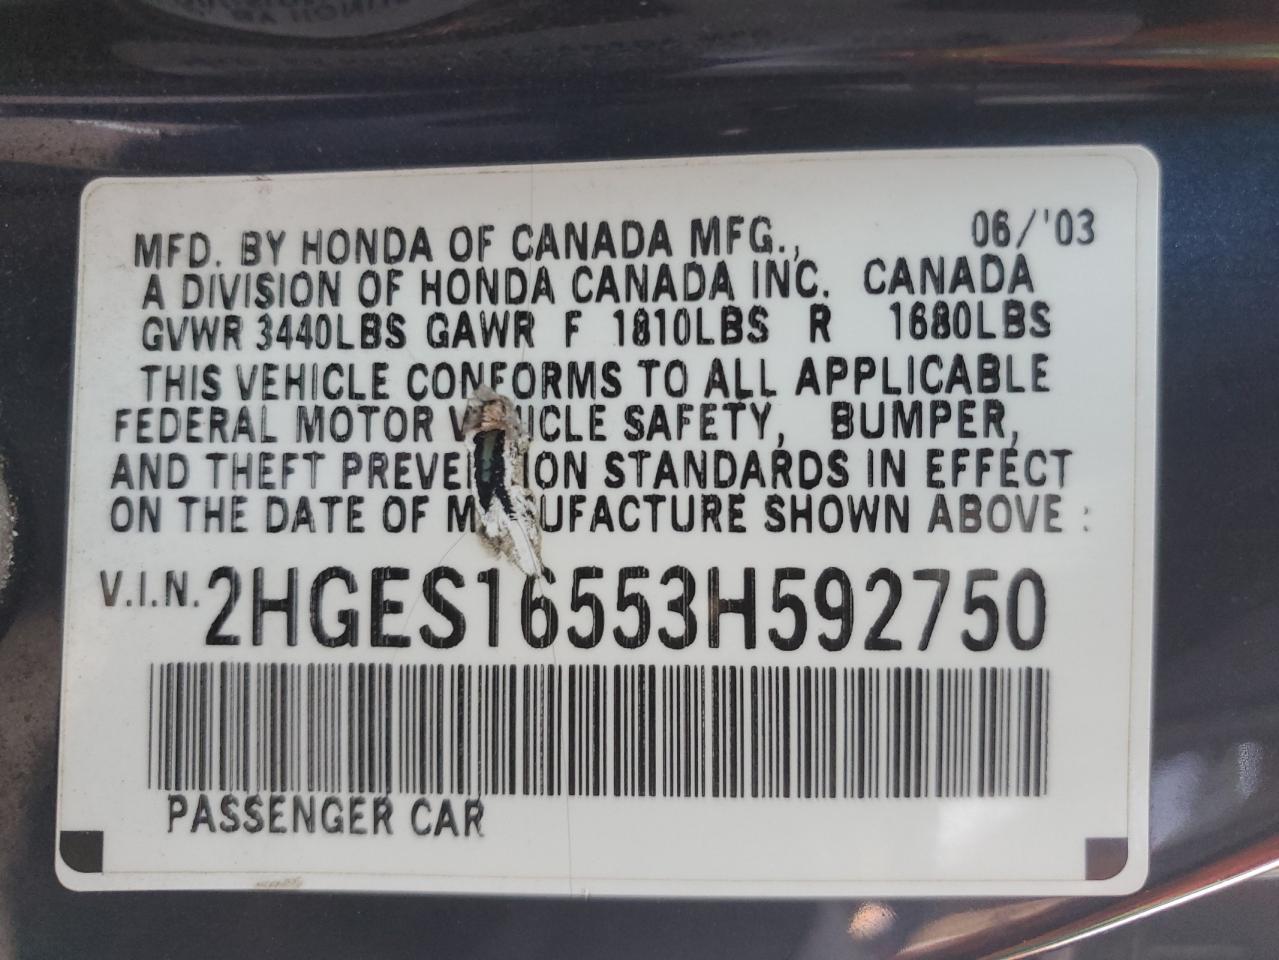 MFD. BY HONDA OF CANADA MFG., 06/'03
A DIVISION OF HONDA CANADA INC. CANADA
GVWR 3440LBS GAWR F 1810LBS R 1680LBS
THIS VEHICLE CONFORMS TO ALL APPLICABLE
FEDERAL MOTOR VEHICLE SAFETY, BUMPER,
AND THEFT PREVENTION STANDARDS IN EFFECT
ON THE DATE OF MANUFACTURE SHOWN ABOVE:
V.I.N. 2HGES16553H592750
PASSENGER CAR